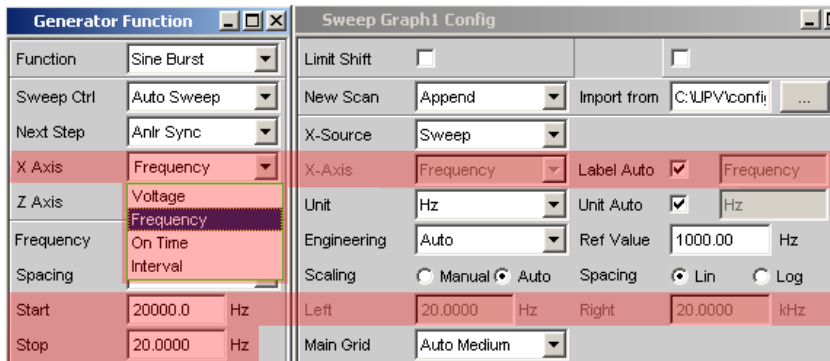 Generator Function
Function Sine Burst
Sweep Ctrl Auto Sweep
Next Step Anlr Sync
X Axis Frequency
Z Axis
Voltage
Frequency
On Time
Interval
Frequency
Spacing
Start 20000.0 Hz
Stop 20.0000 Hz
Sweep Graph1 Config
Limit Shift
New Scan Append Import from C:\UPV\config ...
X-Source Sweep
X-Axis Frequency Label Auto Frequency
Unit Hz Unit Auto Hz
Engineering Auto Ref Value 1000.00 Hz
Scaling Manual Auto Spacing Lin Log
Left 20.0000 Hz Right 20.0000 kHz
Main Grid Auto Medium